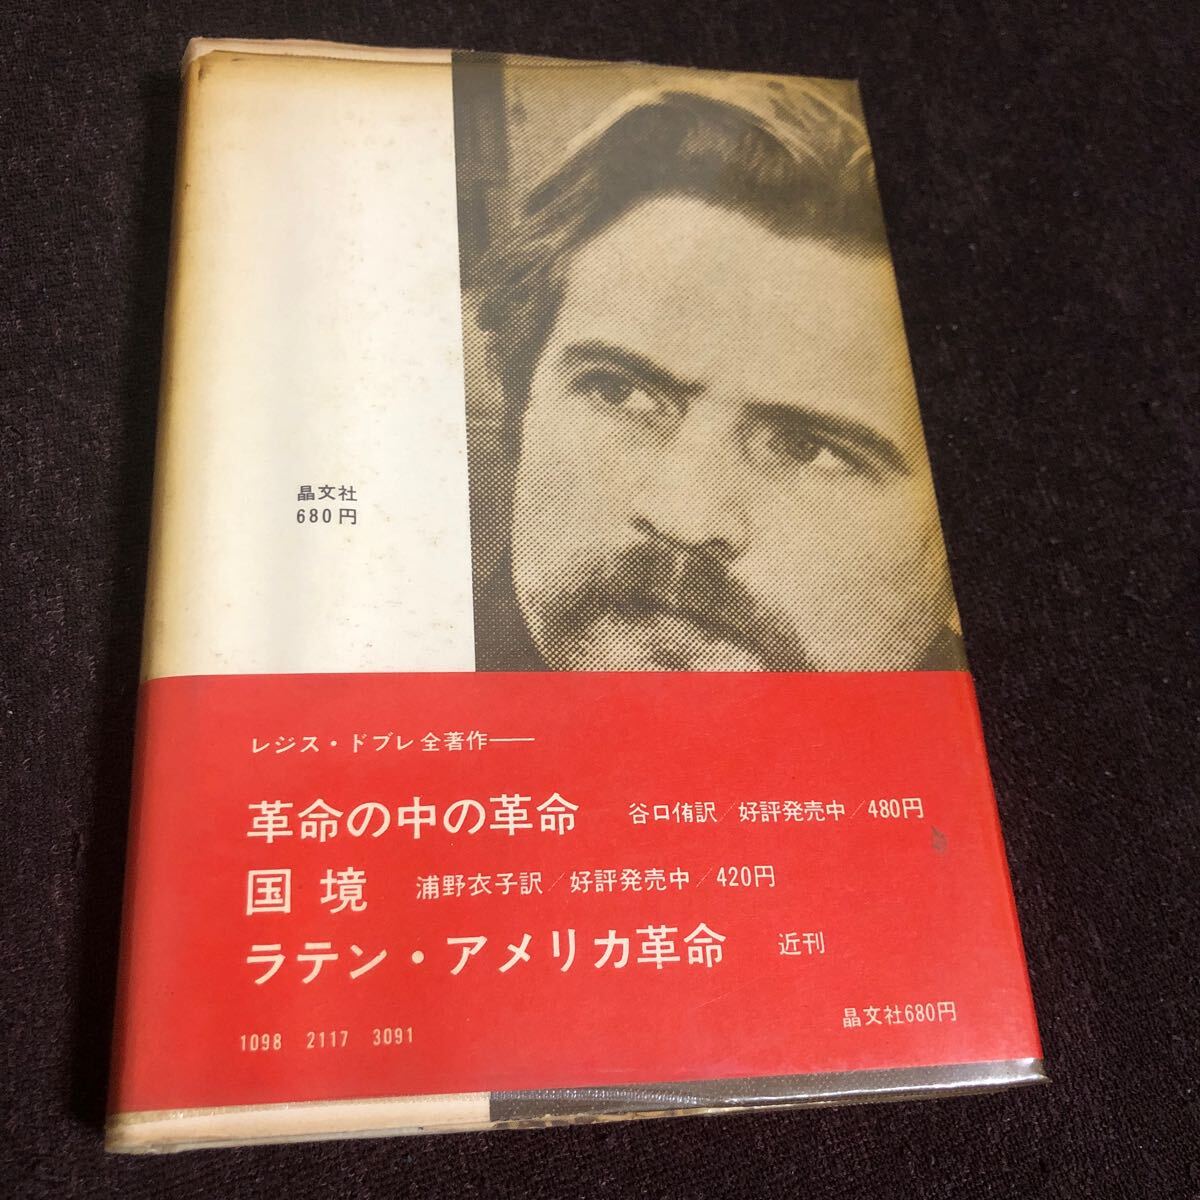 晶文社
680円
レジス・ドブレ全著作——
革命の中の革命 谷口侑訳／好評発売中／480円
国境 浦野衣子訳／好評発売中／420円
ラテン・アメリカ革命 近刊
晶文社680円
1098 2117 3091